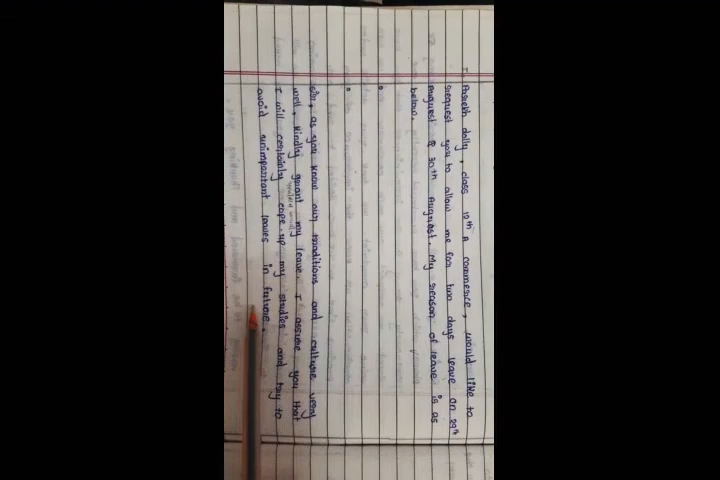 I, Aarekh dolly, class 12th A commerce, would like to
request you to allow me for two days leave on 29th
August & 30th August. My reason of leave is as
below.
•
•
sir, as you know our traditions and culture very
well, kindly grant my leave. I assure you that
I will certainly cope-up my studies and try to
avoid unimportant leaves in future.